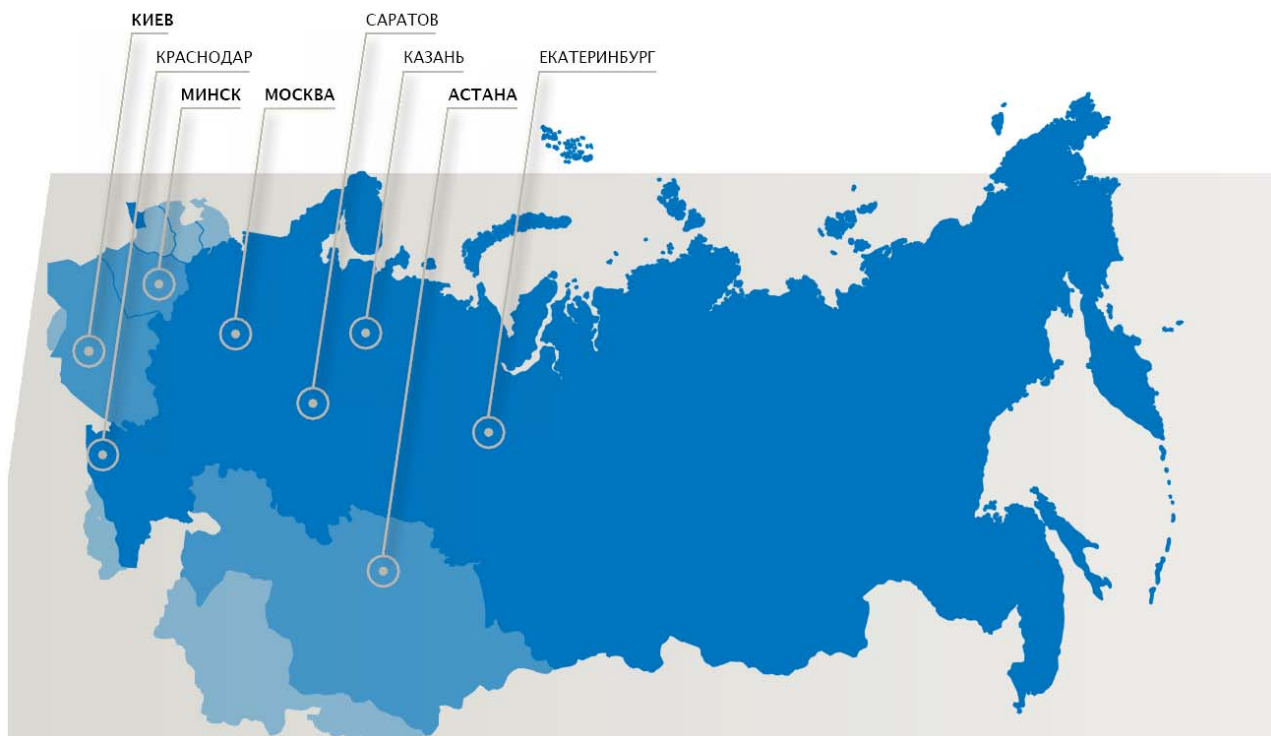 КИЕВ
САРАТОВ
КРАСНОДАР
КАЗАНЬ
ЕКАТЕРИНБУРГ
МИНСК
МОСКВА
АСТАНА